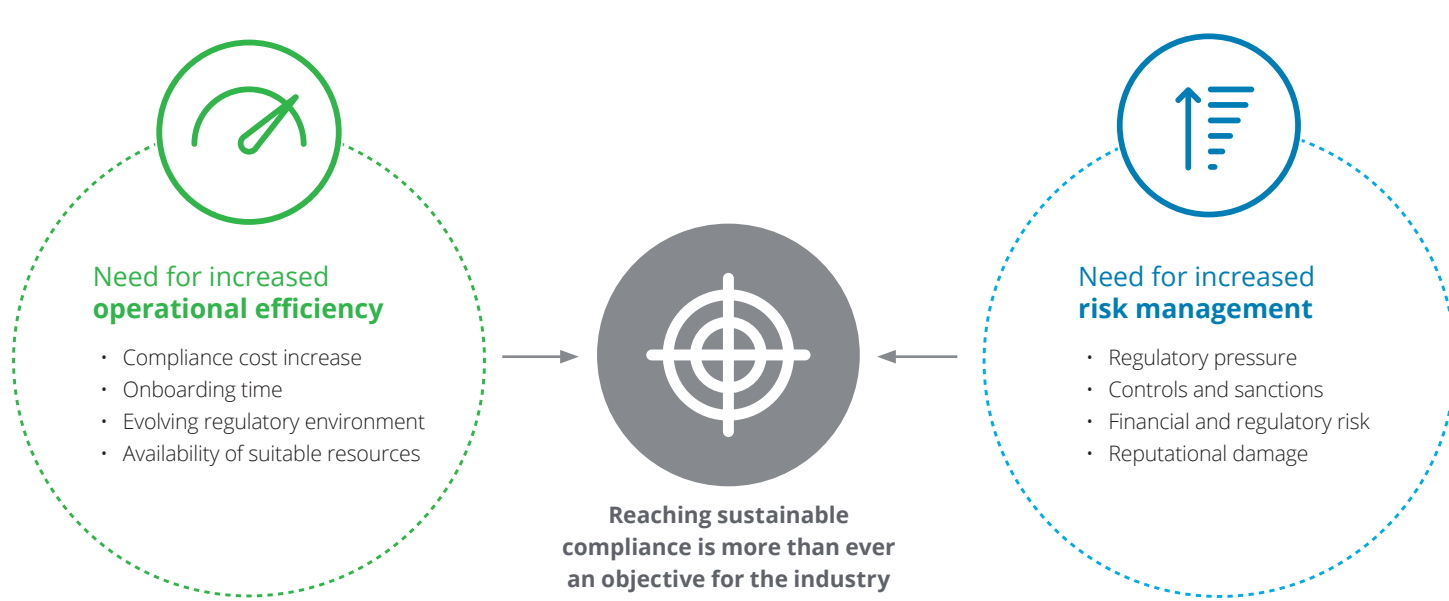 Need for increased
operational efficiency
• Compliance cost increase
• Onboarding time
• Evolving regulatory environment
• Availability of suitable resources
Reaching sustainable
compliance is more than ever
an objective for the industry
Need for increased
risk management
• Regulatory pressure
• Controls and sanctions
• Financial and regulatory risk
• Reputational damage